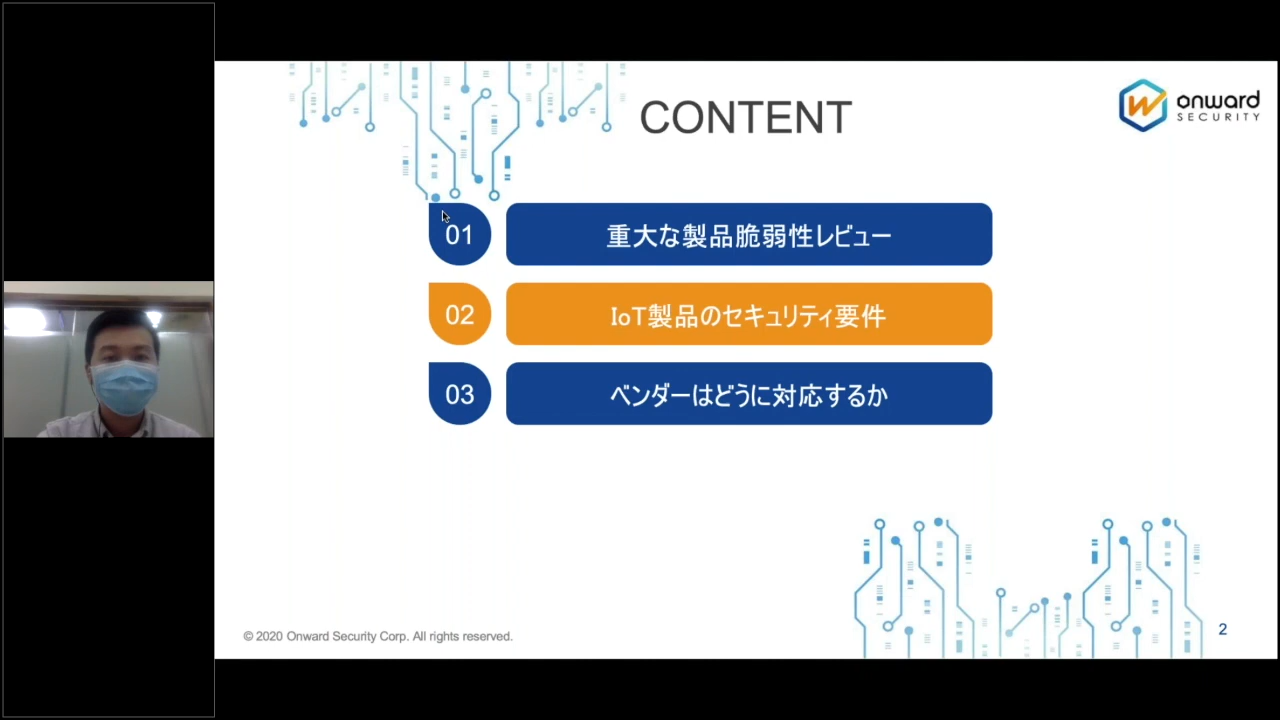 CONTENT
onward
SECURITY
01
重大な製品脆弱性レビュー
02
IoT製品のセキュリティ要件
03
ベンダーはどうに対応するか
© 2020 Onward Security Corp. All rights reserved.
2